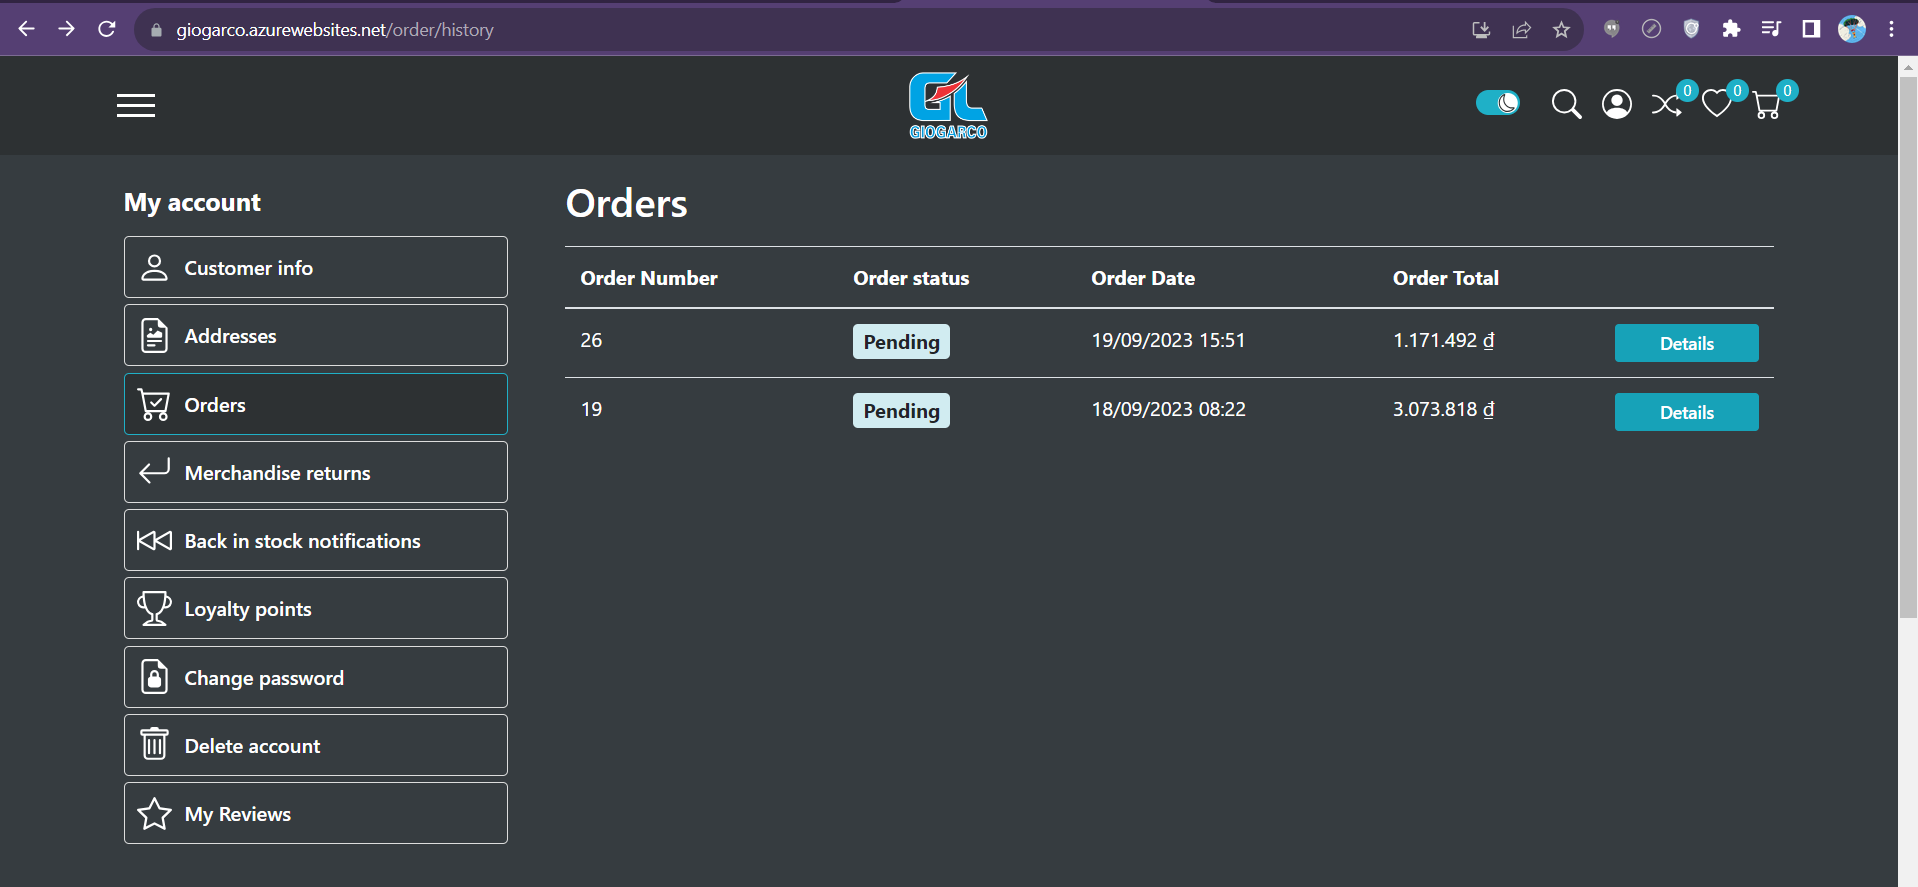 giogarco.azurewebsites.net/order/history
GL
GIOGARCO
0
0
0
My account
Customer info
Addresses
Orders
Merchandise returns
Back in stock notifications
Loyalty points
Change password
Delete account
My Reviews
Orders
Order Number Order status Order Date Order Total
26 Pending 19/09/2023 15:51 1.171.492 ₫ Details
19 Pending 18/09/2023 08:22 3.073.818 ₫ Details